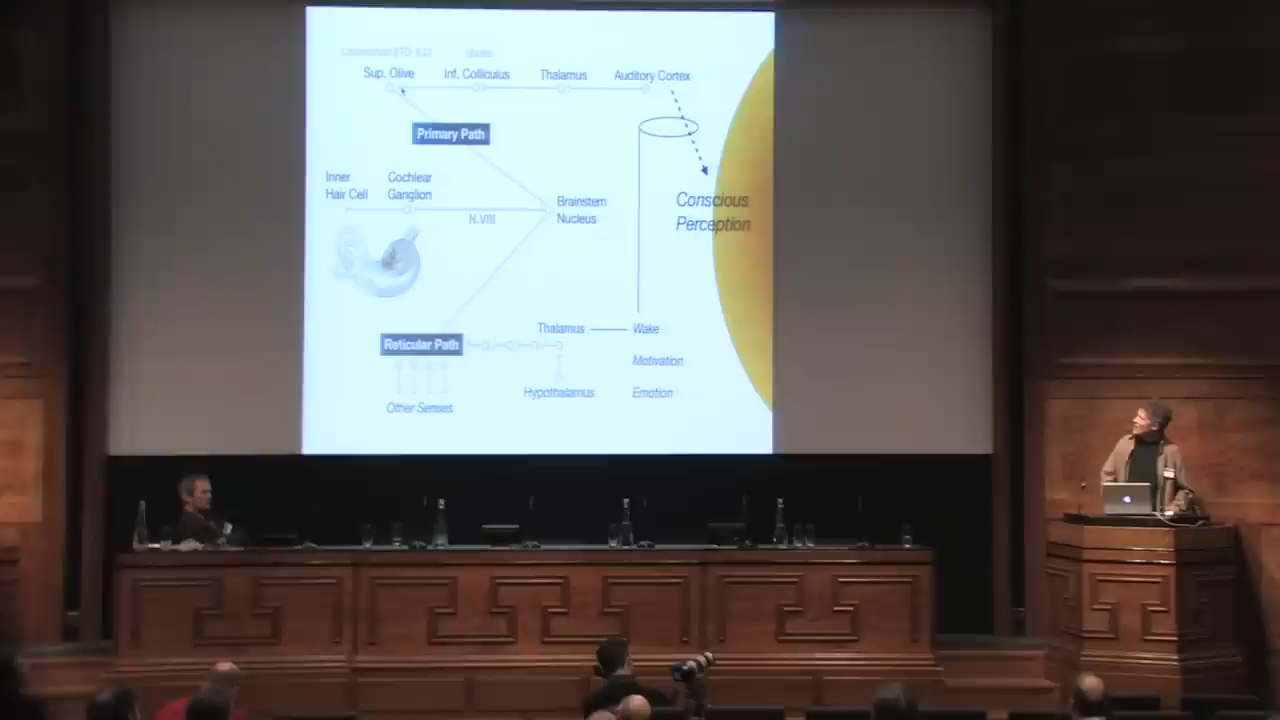 Sup. Olive
Inf. Colliculus
Thalamus
Auditory Cortex
Primary Path
Inner
Hair Cell
Cochlear
Ganglion
N.VIII
Brainstem
Nucleus
Conscious
Perception
Reticular Path
Thalamus
Wake
Motivation
Hypothalamus
Emotion
Other Senses